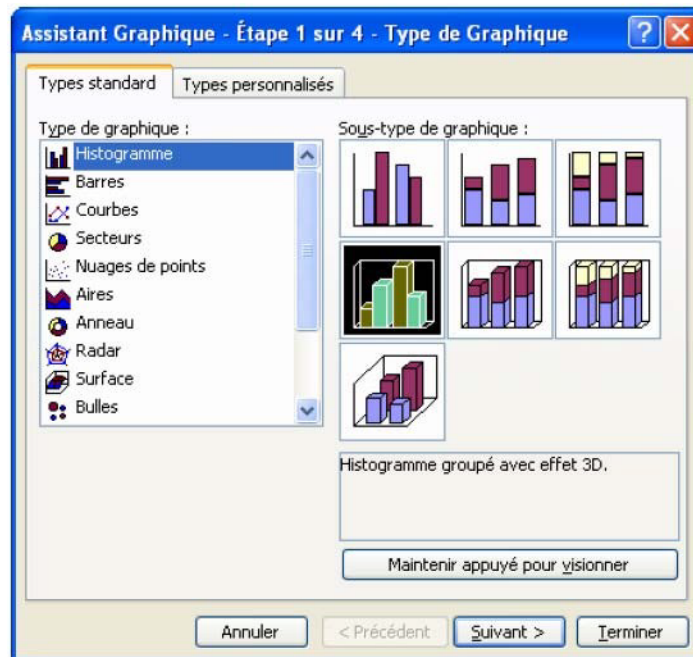 Assistant Graphique - Étape 1 sur 4 - Type de Graphique
Types standard
Types personnalisés
Type de graphique :
Histogramme
Barres
Courbes
Secteurs
Nuages de points
Aires
Anneau
Radar
Surface
Bulles
Sous-type de graphique :
Histogramme groupé avec effet 3D.
Maintenir appuyé pour visionner
Annuler
< Précédent
Suivant >
Terminer